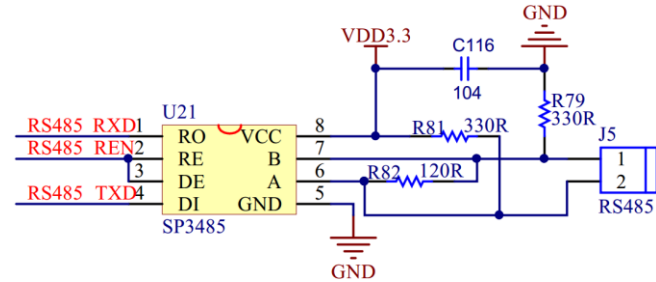 GND
VDD3.3
C116
104
R79
330R
U21
RS485_RXD 1 RO VCC 8 R81 330R
RS485_REN 2 RE B 7
3 DE A 6 R82 120R
RS485_TXD 4 DI GND 5
SP3485
J5
1
2
RS485
GND